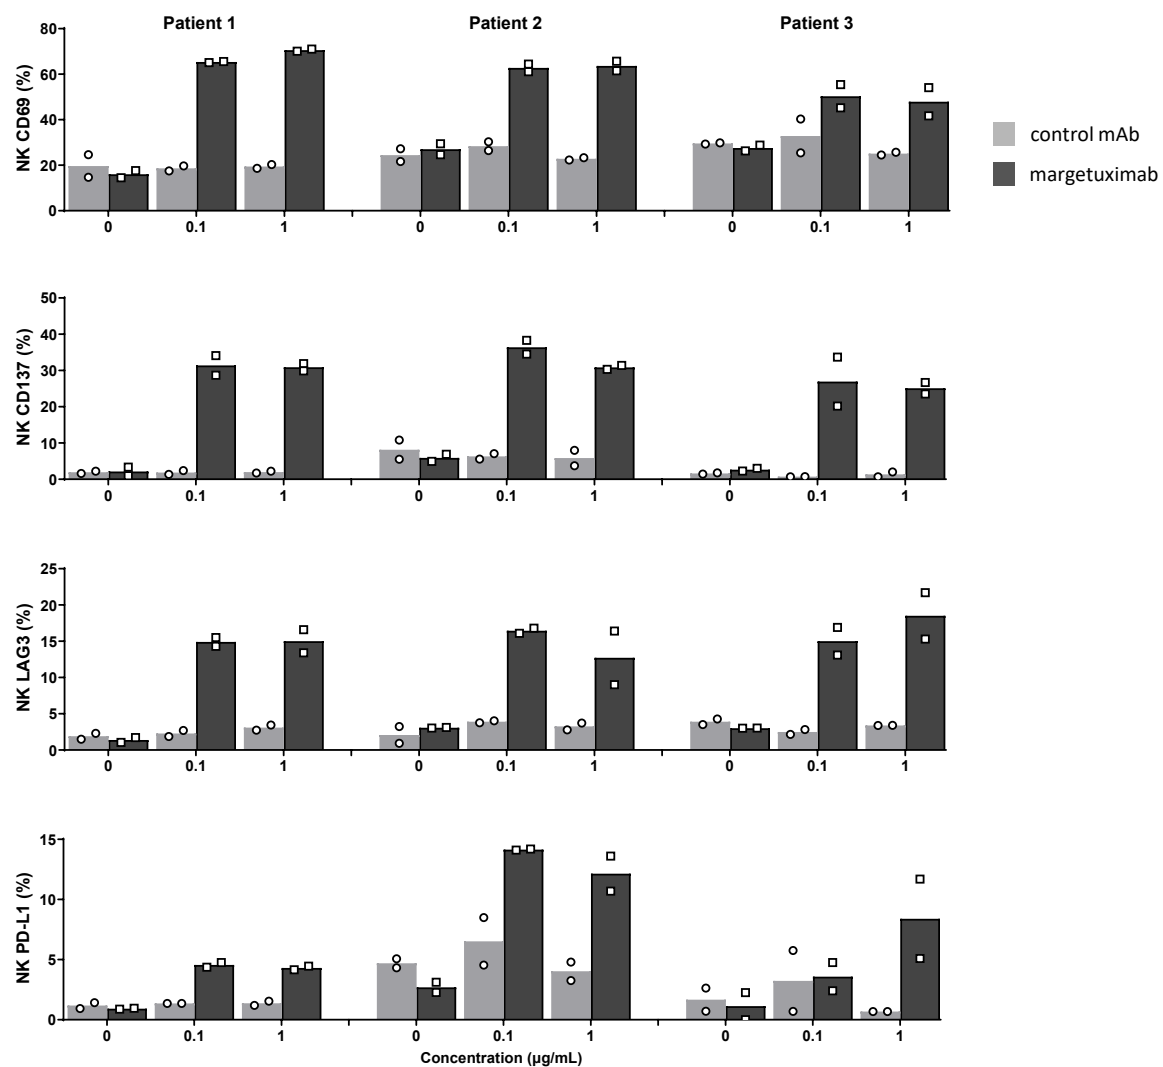 Patient 1 Patient 2 Patient 3
NK CD69 (%)
80
60
40
20
0
0 0.1 1 0 0.1 1 0 0.1 1
control mAb
margetuximab
NK CD137 (%)
50
40
30
20
10
0
0 0.1 1 0 0.1 1 0 0.1 1
NK LAG3 (%)
25
20
15
10
5
0
0 0.1 1 0 0.1 1 0 0.1 1
NK PD-L1 (%)
15
10
5
0
0 0.1 1 0 0.1 1 0 0.1 1
Concentration (µg/mL)